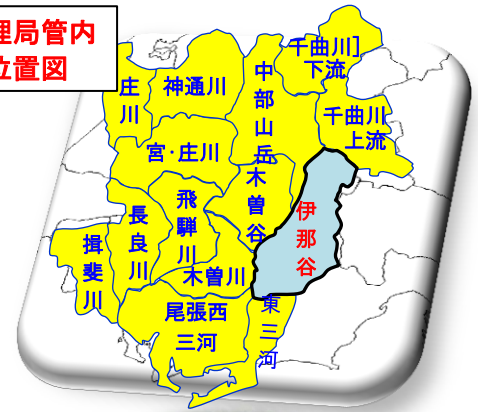 理局管内
位置図
千曲川]
下流
中部山岳
神通川
庄川
千曲川
上流
宮・庄川
木曽谷
伊那谷
飛騨川
長良川
揖斐川
木曽川
尾張西
三河
東三河